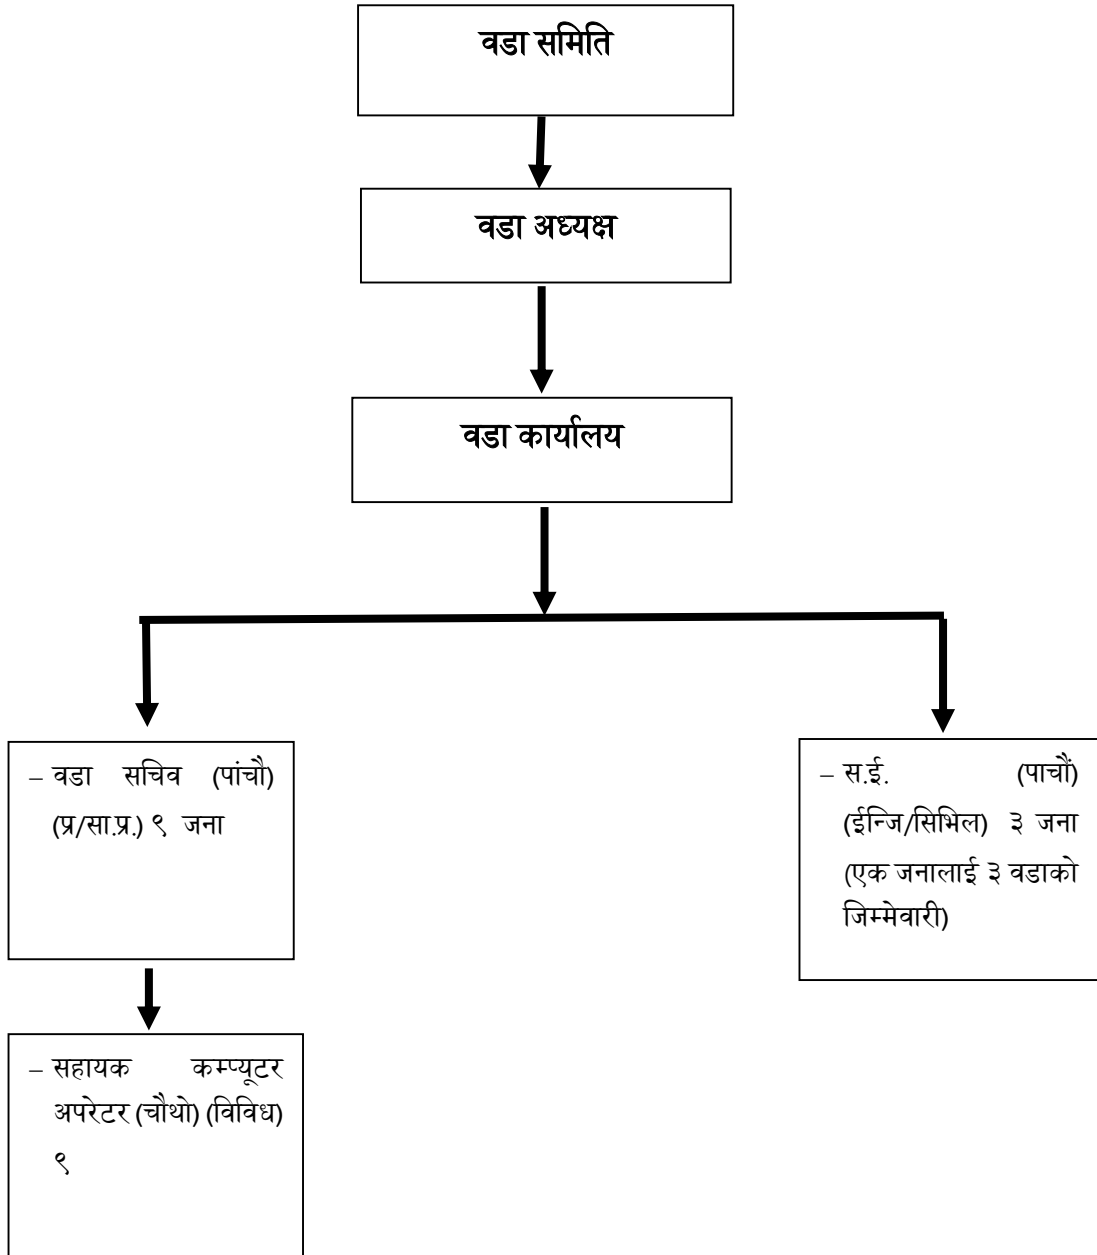 वडा समिति
वडा अध्यक्ष
वडा कार्यालय
– वडा सचिव (पांचौ)
(प्र/सा.प्र.) ९ जना
– स.ई. (पाचौं)
(ईन्जि/सिभिल) ३ जना
(एक जनालाई ३ वडाको
जिम्मेवारी)
– सहायक कम्प्यूटर
अपरेटर (चौथो) (विविध)
९